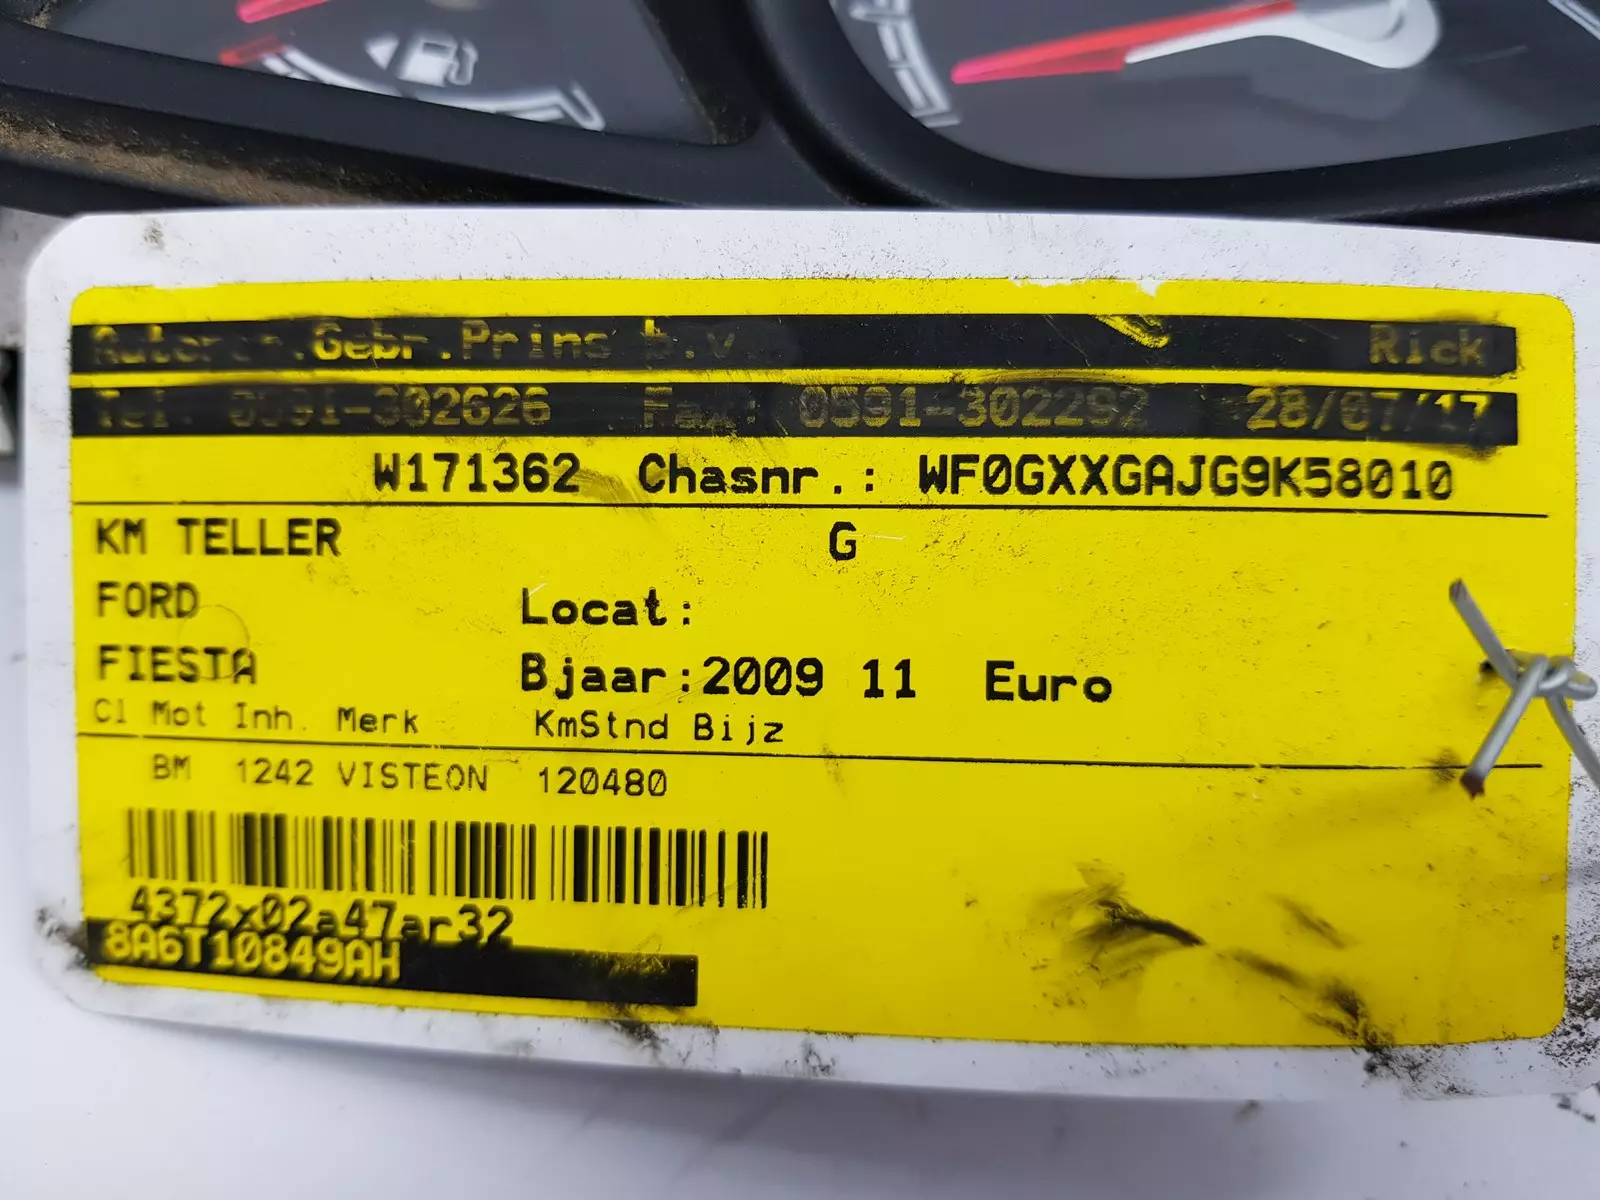 Gebr.Prins b.v. Rick
Tel: 0591-302626 Fax: 0591-302292 28/07/17
W171362 Chasnr.: WF0GXXGAJG9K58010
KM TELLER G
FORD Locat:
FIESTA Bjaar:2009 11 Euro
Cl Mot Inh. Merk KmStnd Bijz
BM 1242 VISTEON 120480
4372x02a47ar32
8A6T10849AH